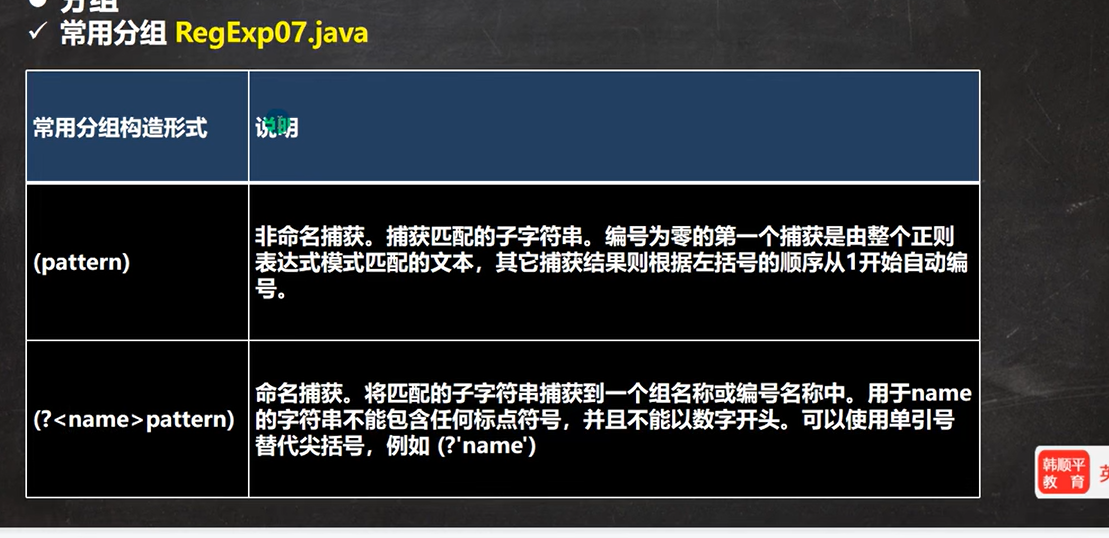 分组
常用分组 RegExp07.java
常用分组构造形式
说明
(pattern)
非命名捕获。捕获匹配的子字符串。编号为零的第一个捕获是由整个正则
表达式模式匹配的文本，其它捕获结果则根据左括号的顺序从1开始自动编
号。
(?<name>pattern)
命名捕获。将匹配的子字符串捕获到一个组名称或编号名称中。用于name
的字符串不能包含任何标点符号，并且不能以数字开头。可以使用单引号
替代尖括号，例如 (?'name')
韩顺平
教 育
英